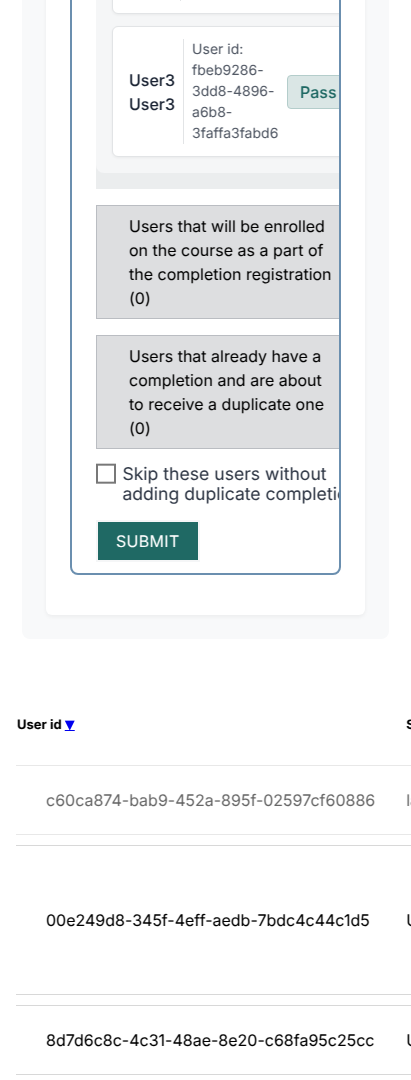 User3
User3
User id:
fbeb9286-
3dd8-4896-
a6b8-
3faffa3fabd6
Pass
Users that will be enrolled
on the course as a part of
the completion registration
(0)
Users that already have a
completion and are about
to receive a duplicate one
(0)
Skip these users without
adding duplicate completi
SUBMIT
User id ▼
c60ca874-bab9-452a-895f-02597cf60886
00e249d8-345f-4eff-aedb-7bdc4c44c1d5
8d7d6c8c-4c31-48ae-8e20-c68fa95c25cc